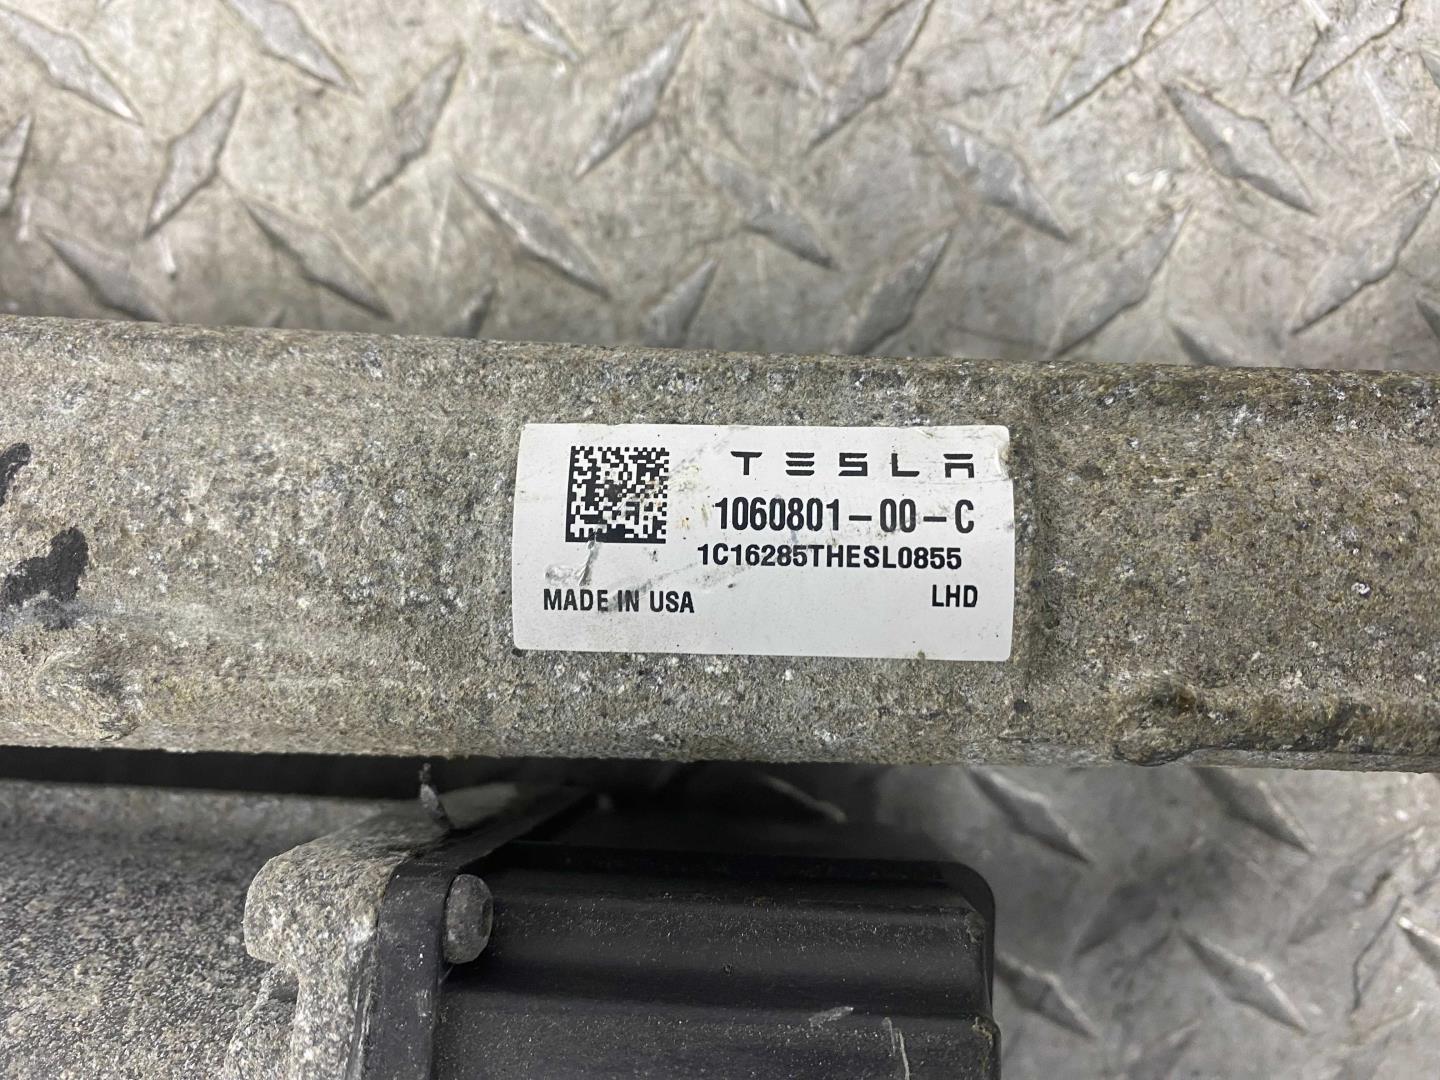 TESLA
1060801-00-C
1C16285THESL0855
MADE IN USA
LHD